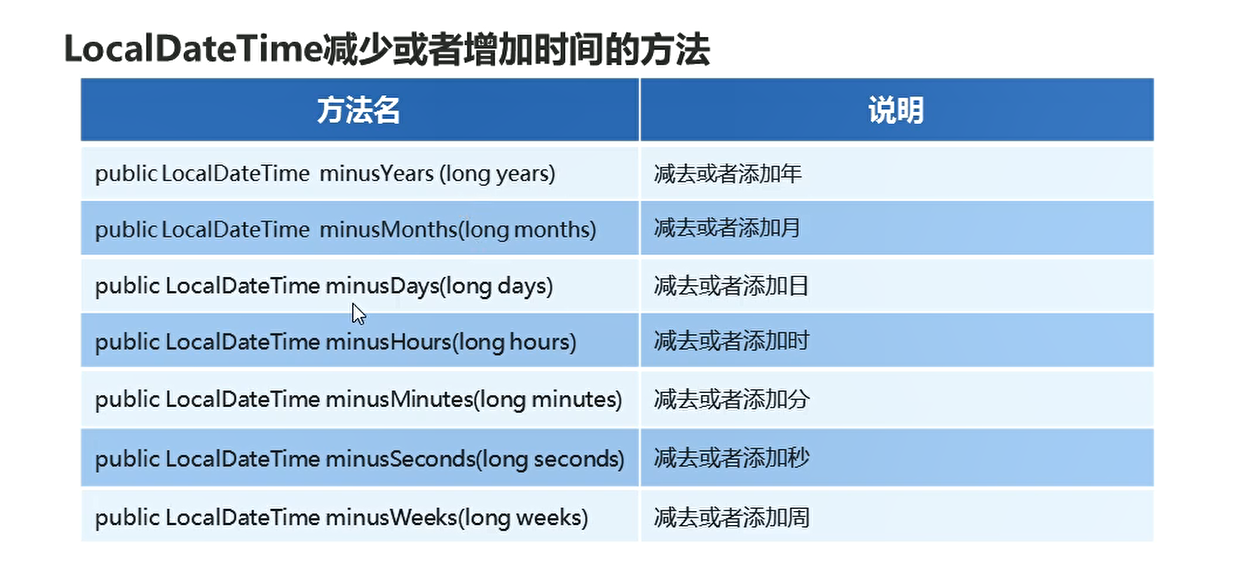 LocalDateTime减少或者增加时间的方法
方法名 说明
public LocalDateTime minusYears (long years) 减去或者添加年
public LocalDateTime minusMonths(long months) 减去或者添加月
public LocalDateTime minusDays(long days) 减去或者添加日
public LocalDateTime minusHours(long hours) 减去或者添加时
public LocalDateTime minusMinutes(long minutes) 减去或者添加分
public LocalDateTime minusSeconds(long seconds) 减去或者添加秒
public LocalDateTime minusWeeks(long weeks) 减去或者添加周